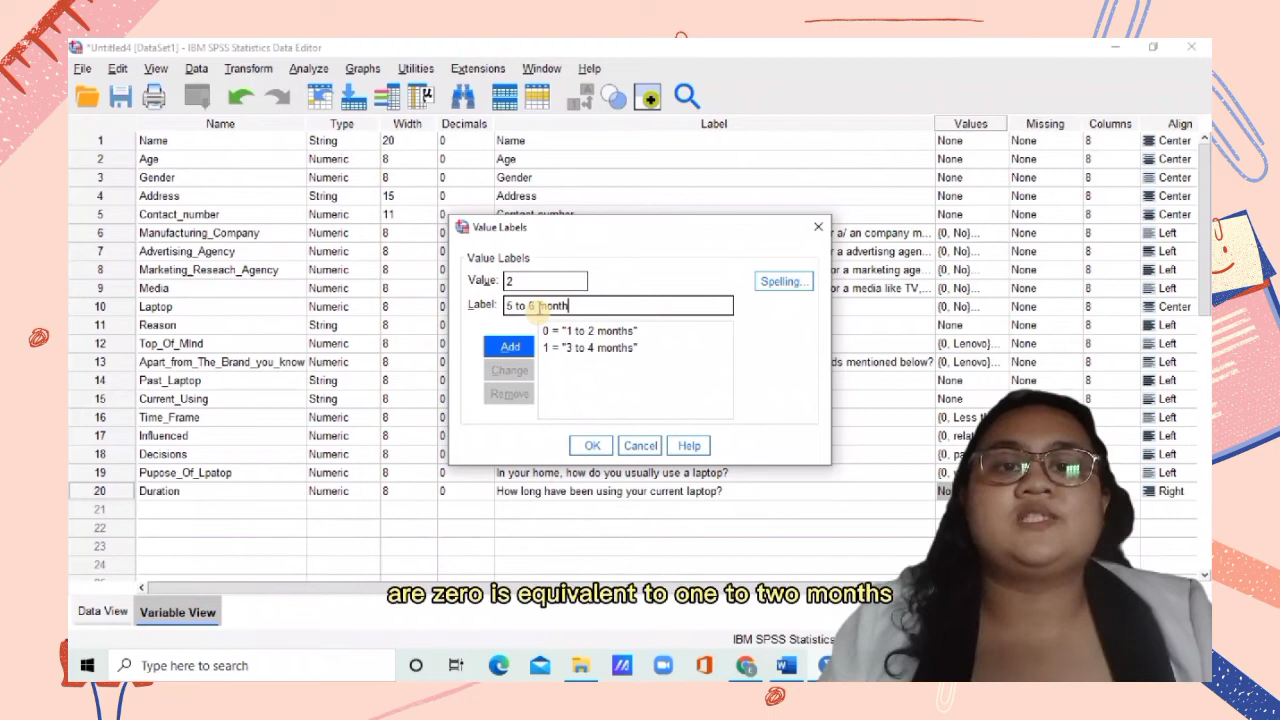 *Untitled4 [DataSet1] - IBM SPSS Statistics Data Editor
File Edit View Data Transform Analyze Graphs Utilities Extensions Window Help
Name Type Width Decimals Label Values Missing Columns Align
1 Name String 20 0 Name None None 8 Center
2 Age Numeric 8 0 Age None None 8 Center
3 Gender Numeric 8 0 Gender None None 8 Center
4 Address String 15 0 Address None None 8 Center
5 Contact_number Numeric 11 0 Contact_number None None 8 Center
6 Manufacturing_Company Numeric 8 0 r a/ an company m... {0, No}... None 8 Left
7 Advertising_Agency Numeric 8 0 r a advertisng agen... {0, No}... None 8 Left
8 Marketing_Reseach_Agency Numeric 8 0 or a marketing age... {0, No}... None 8 Left
9 Media Numeric 8 0 or a media like TV,... {0, No}... None 8 Left
10 Laptop Numeric 8 0 {0, No}... None 8 Center
11 Reason String 8 0 None None 8 Left
12 Top_Of_Mind Numeric 8 0 {0, Lenovo}... None 8 Left
13 Apart_from_The_Brand_you_know Numeric 8 0 ds mentioned below? {0, Lenovo}... None 8 Left
14 Past_Laptop String 8 0 None None 8 Left
15 Current_Using String 8 0 None None 8 Left
16 Time_Frame Numeric 8 0 {0, Less th Left
17 Influenced Numeric 8 0 {0, relat Left
18 Decisions Numeric 8 0 {0, pa Left
19 Pupose_Of_Lpatop Numeric 8 0 In your home, how do you usually use a laptop? Left
20 Duration Numeric 8 0 How long have been using your current laptop? Right
21
22
23
24
Value Labels
Value Labels
Value: 2
Spelling...
Label: 5 to 6 month
0 = "1 to 2 months"
1 = "3 to 4 months"
Add
Change
Remove
OK Cancel Help
are zero is equivalent to one to two months
Data View Variable View
IBM SPSS Statistics
Type here to search